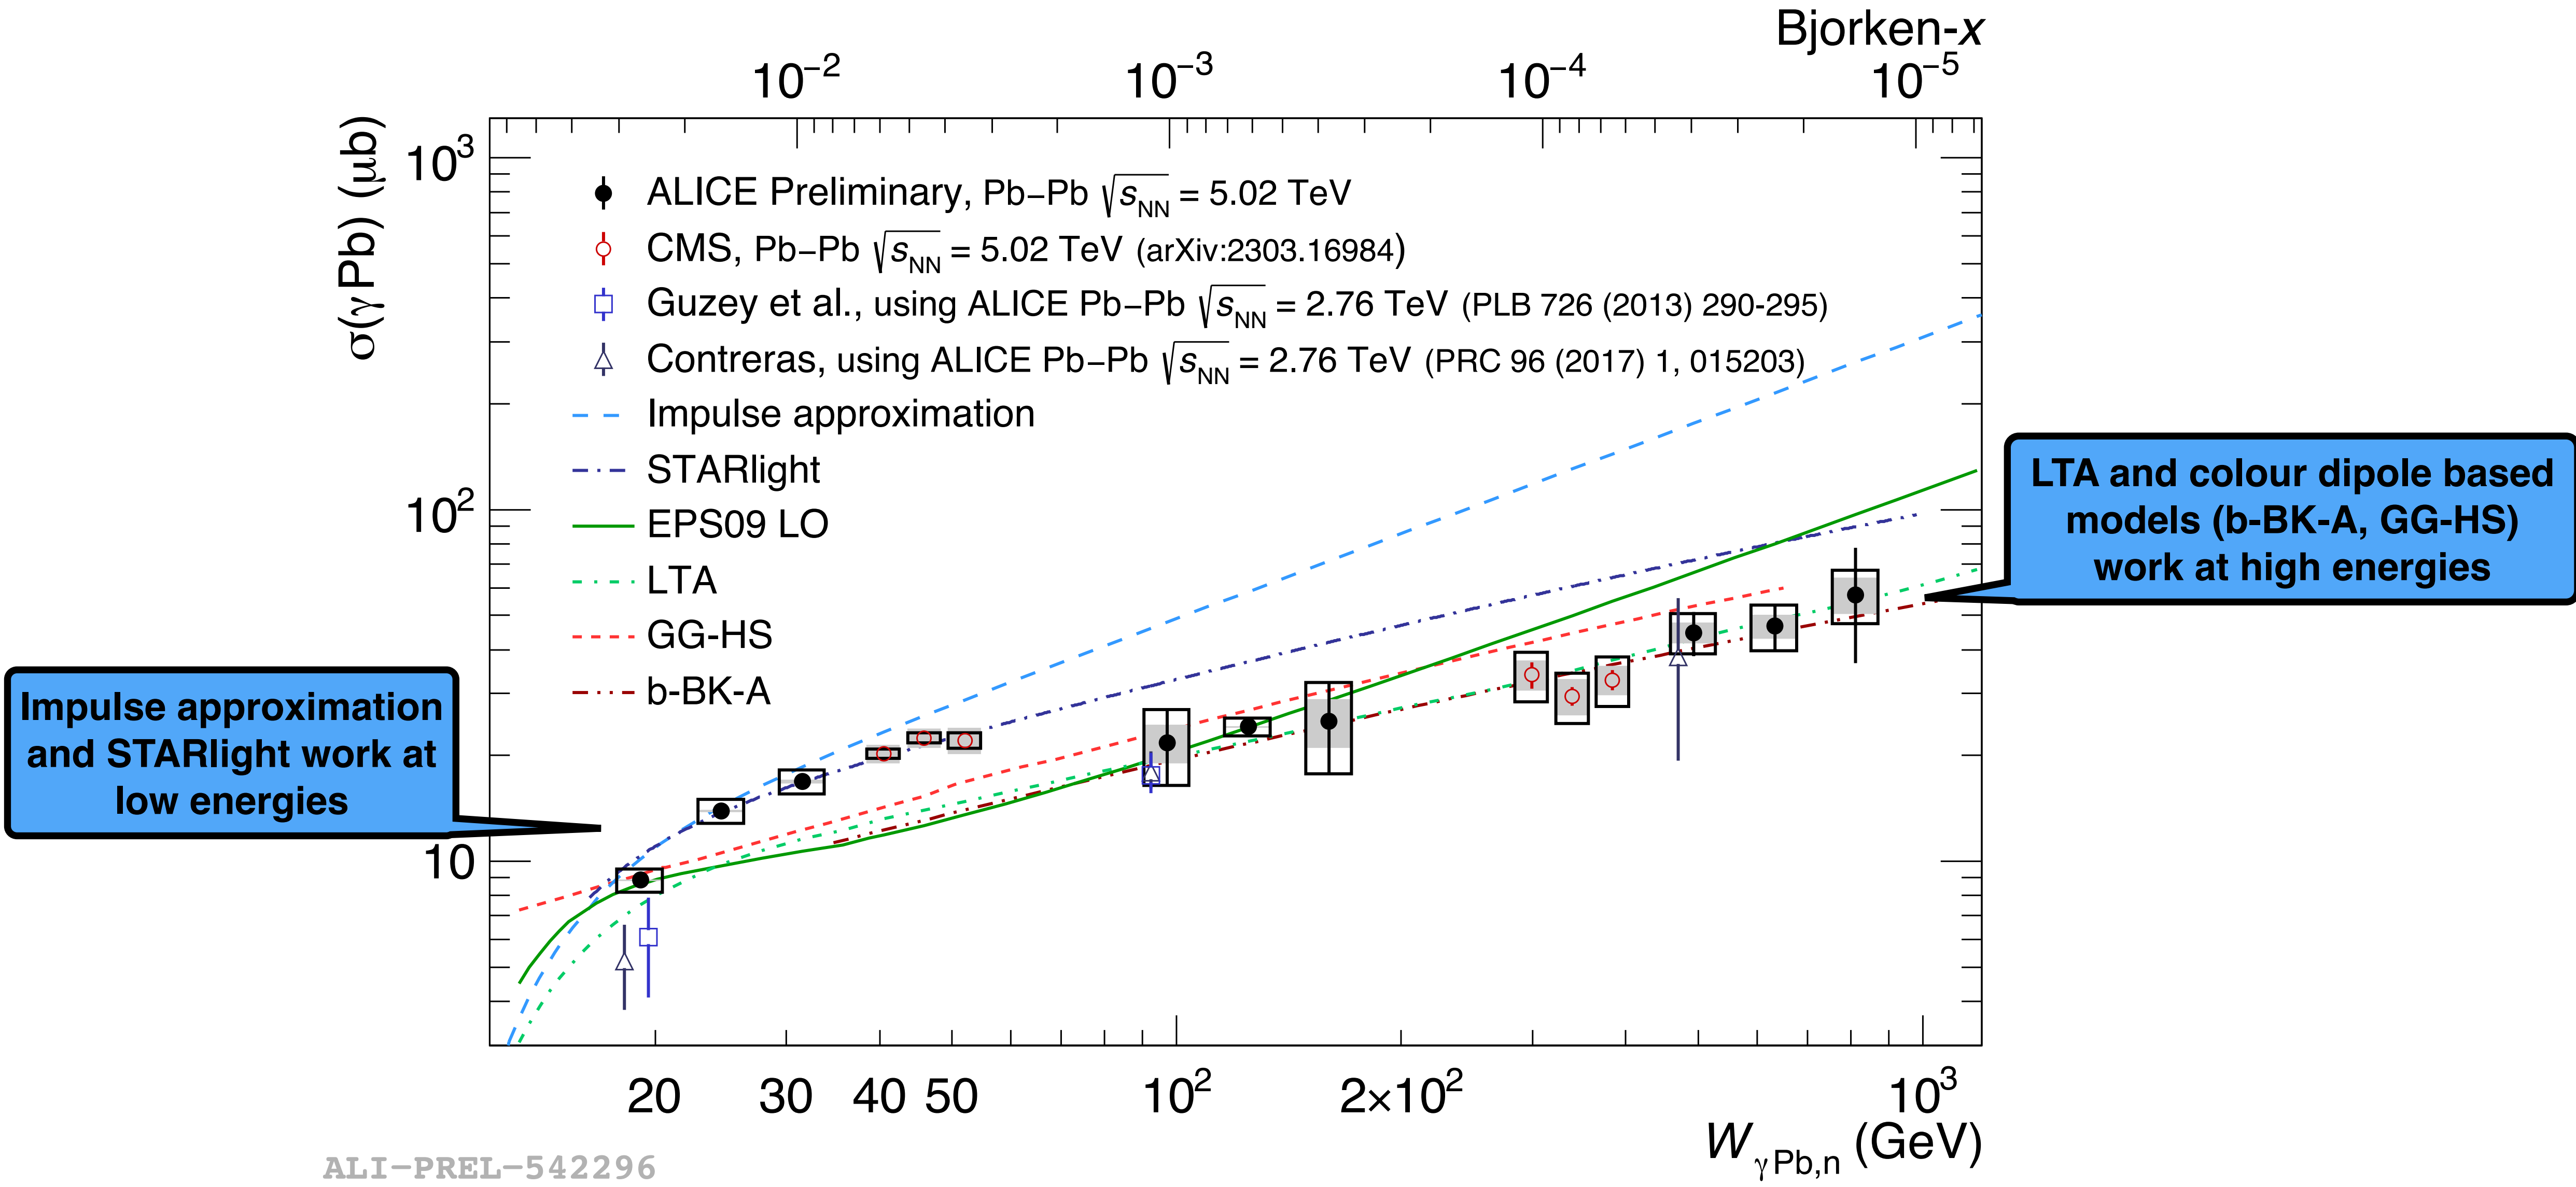 Bjorken-x
10⁻² 10⁻³ 10⁻⁴ 10⁻⁵
σ(γ Pb) (μb)
10³
10²
10
ALICE Preliminary, Pb−Pb √sNN = 5.02 TeV
CMS, Pb−Pb √sNN = 5.02 TeV (arXiv:2303.16984)
Guzey et al., using ALICE Pb−Pb √sNN = 2.76 TeV (PLB 726 (2013) 290-295)
Contreras, using ALICE Pb−Pb √sNN = 2.76 TeV (PRC 96 (2017) 1, 015203)
Impulse approximation
STARlight
EPS09 LO
LTA
GG-HS
b-BK-A
LTA and colour dipole based
models (b-BK-A, GG-HS)
work at high energies
Impulse approximation
and STARlight work at
low energies
20 30 40 50 10² 2×10² 10³
WγPb,n (GeV)
ALI−PREL−542296